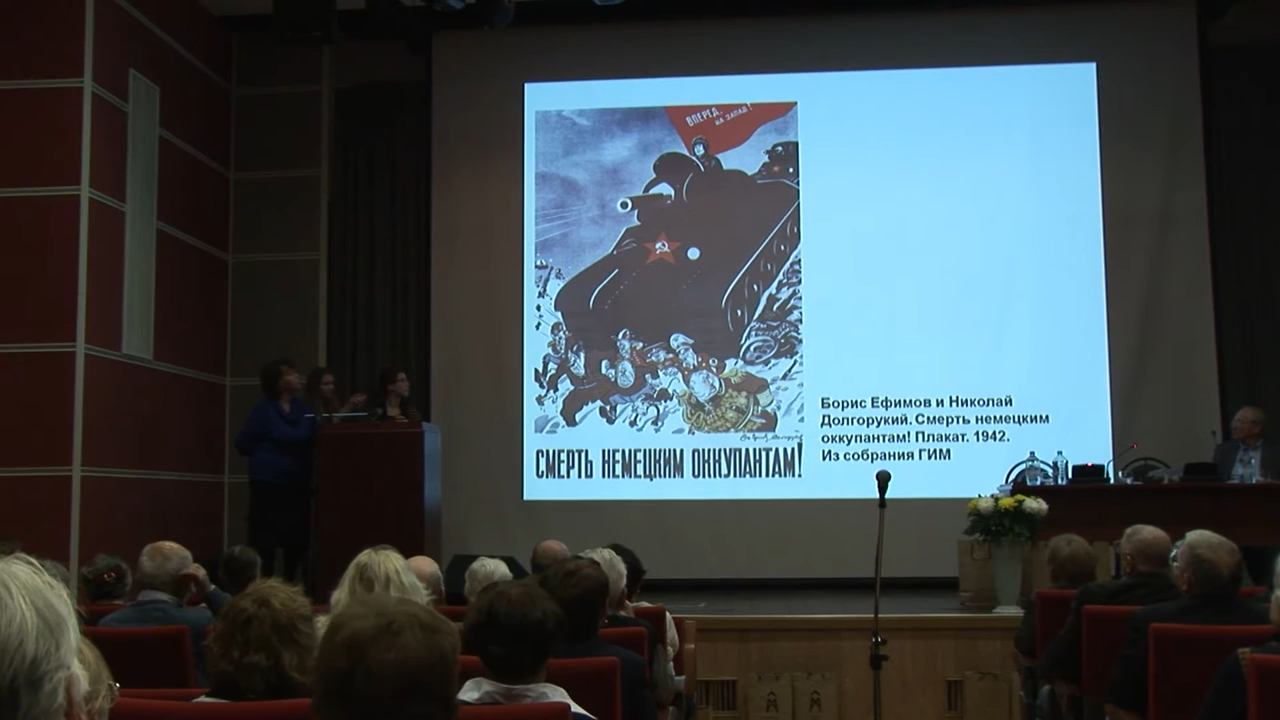 ВПЕРЕД,
НА ЗАПАД!
СМЕРТЬ НЕМЕЦКИМ ОККУПАНТАМ!
Борис Ефимов и Николай
Долгорукий. Смерть немецким
оккупантам! Плакат. 1942.
Из собрания ГИМ